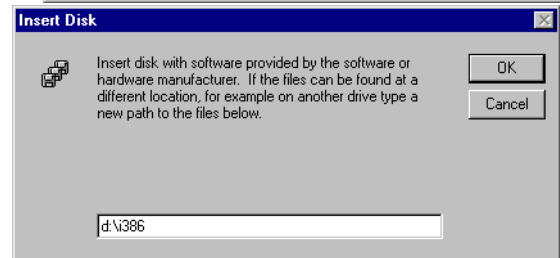 Insert Disk
Insert disk with software provided by the software or
hardware manufacturer. If the files can be found at a
different location, for example on another drive type a
new path to the files below.
OK
Cancel
d:\i386